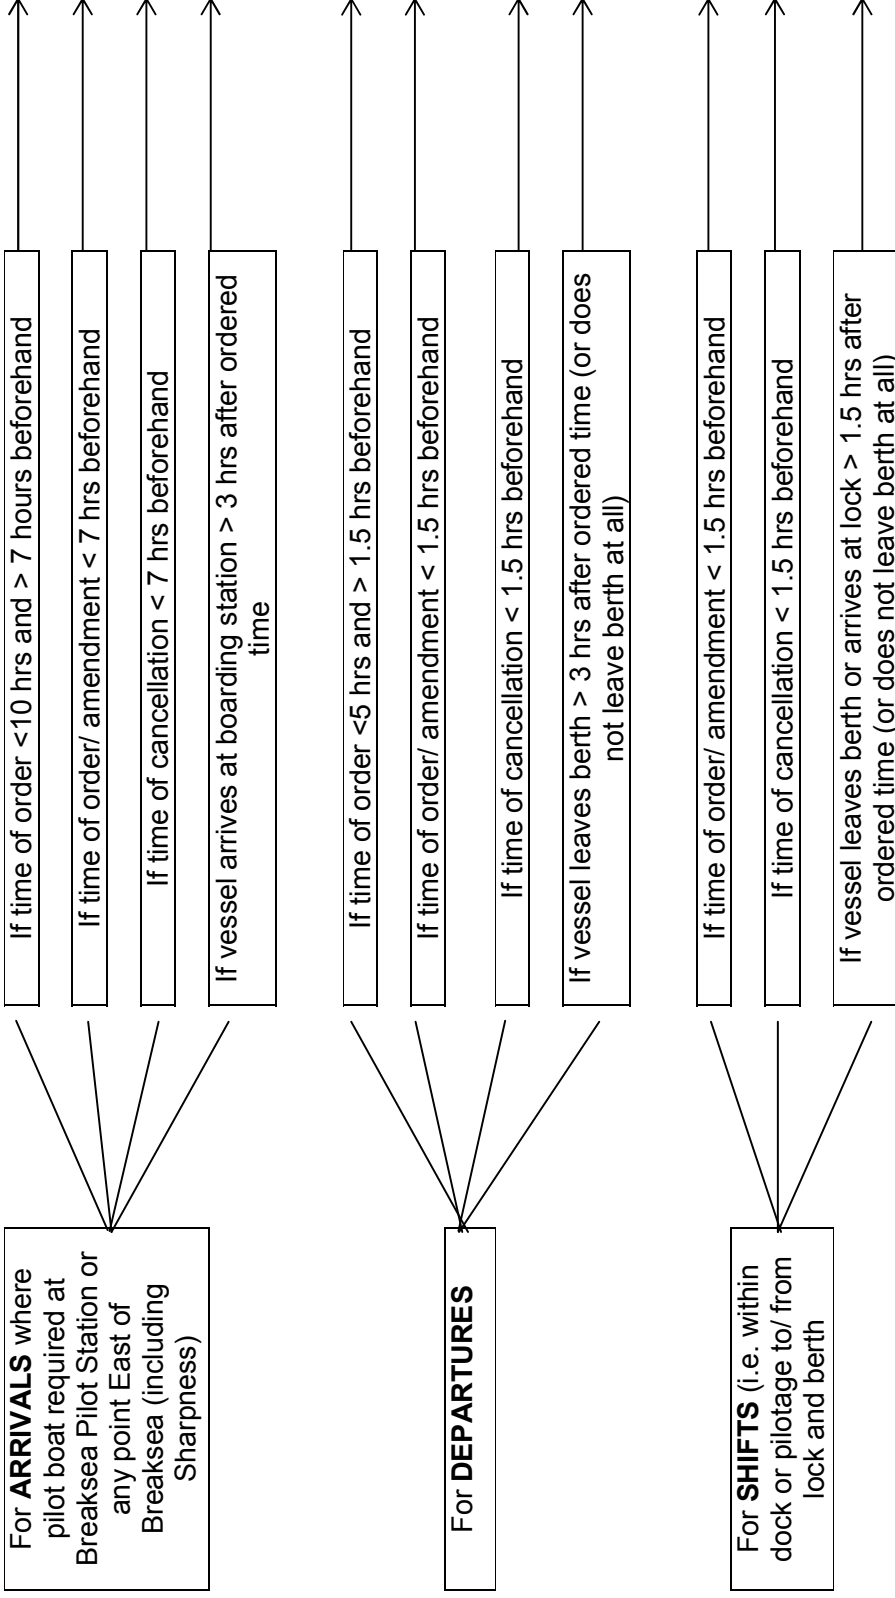 For ARRIVALS where
pilot boat required at
Breaksea Pilot Station or
any point East of
Breaksea (including
Sharpness)
If time of order <10 hrs and > 7 hours beforehand
If time of order/ amendment < 7 hrs beforehand
If time of cancellation < 7 hrs beforehand
If vessel arrives at boarding station > 3 hrs after ordered
time
For DEPARTURES
If time of order <5 hrs and > 1.5 hrs beforehand
If time of order/ amendment < 1.5 hrs beforehand
If time of cancellation < 1.5 hrs beforehand
If vessel leaves berth > 3 hrs after ordered time (or does
not leave berth at all)
For SHIFTS (i.e. within
dock or pilotage to/ from
lock and berth
If time of order/ amendment < 1.5 hrs beforehand
If time of cancellation < 1.5 hrs beforehand
If vessel leaves berth or arrives at lock > 1.5 hrs after
ordered time (or does not leave berth at all)